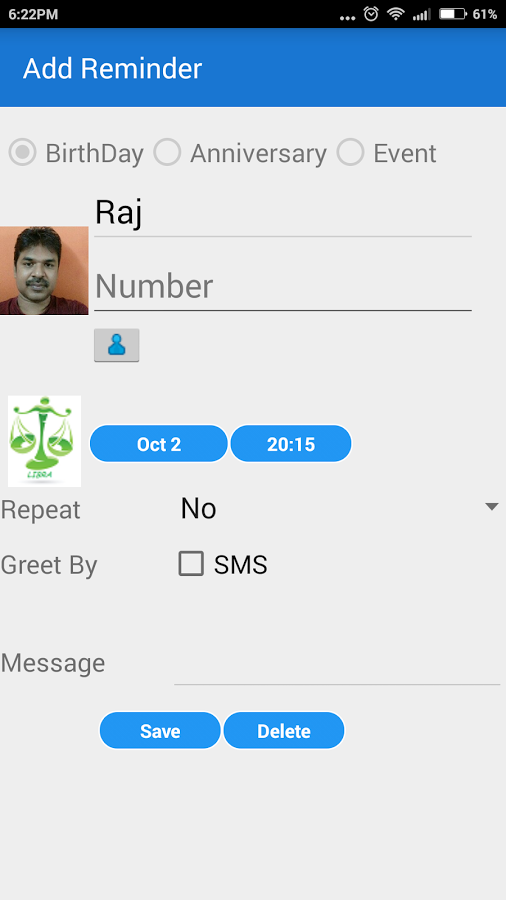 6:22PM 61%
Add Reminder
BirthDay Anniversary Event
Raj
Number
LIBRA
Oct 2 20:15
Repeat No
Greet By SMS
Message
Save Delete